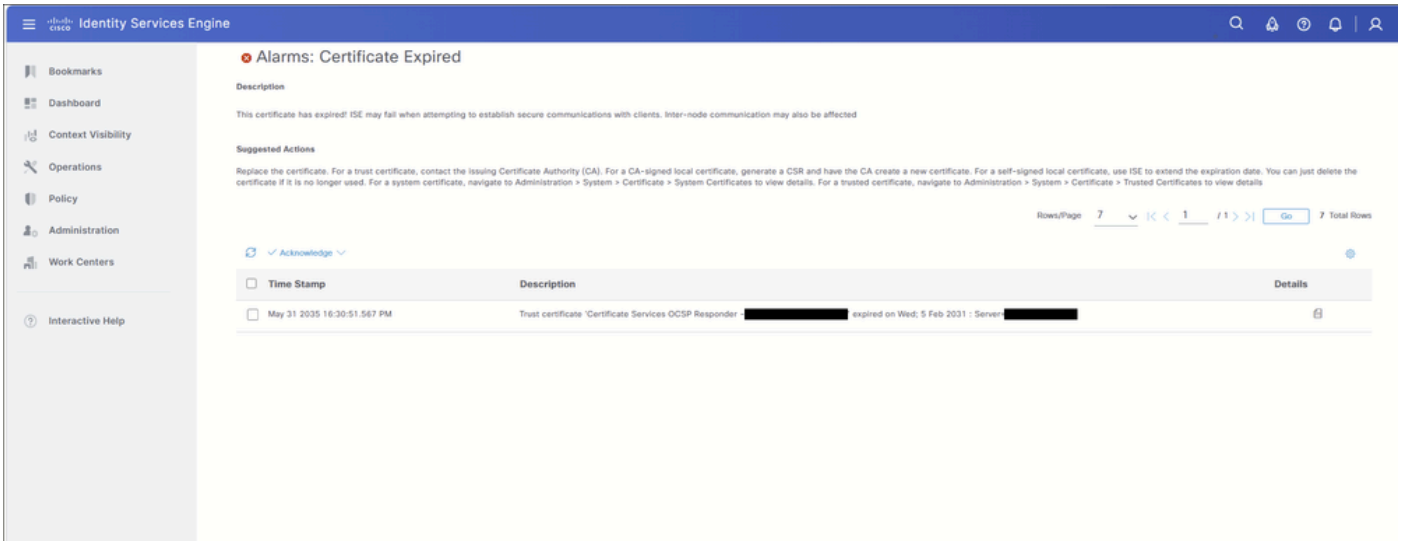 cisco Identity Services Engine
Bookmarks
Dashboard
Context Visibility
Operations
Policy
Administration
Work Centers
Interactive Help
Alarms: Certificate Expired
Description
This certificate has expired! ISE may fail when attempting to establish secure communications with clients. Inter-node communication may also be affected
Suggested Actions
Replace the certificate. For a trust certificate, contact the issuing Certificate Authority (CA). For a CA-signed local certificate, generate a CSR and have the CA create a new certificate. For a self-signed local certificate, use ISE to extend the expiration date. You can just delete the
certificate if it is no longer used. For a system certificate, navigate to Administration > System > Certificate > System Certificates to view details. For a trusted certificate, navigate to Administration > System > Certificate > Trusted Certificates to view details
Rows/Page 7 |< < 1 / 1 > >| Go 7 Total Rows
Acknowledge
Time Stamp Description Details
May 31 2035 16:30:51.567 PM Trust certificate 'Certificate Services OCSP Responder - ' expired on Wed; 5 Feb 2031 : Server=